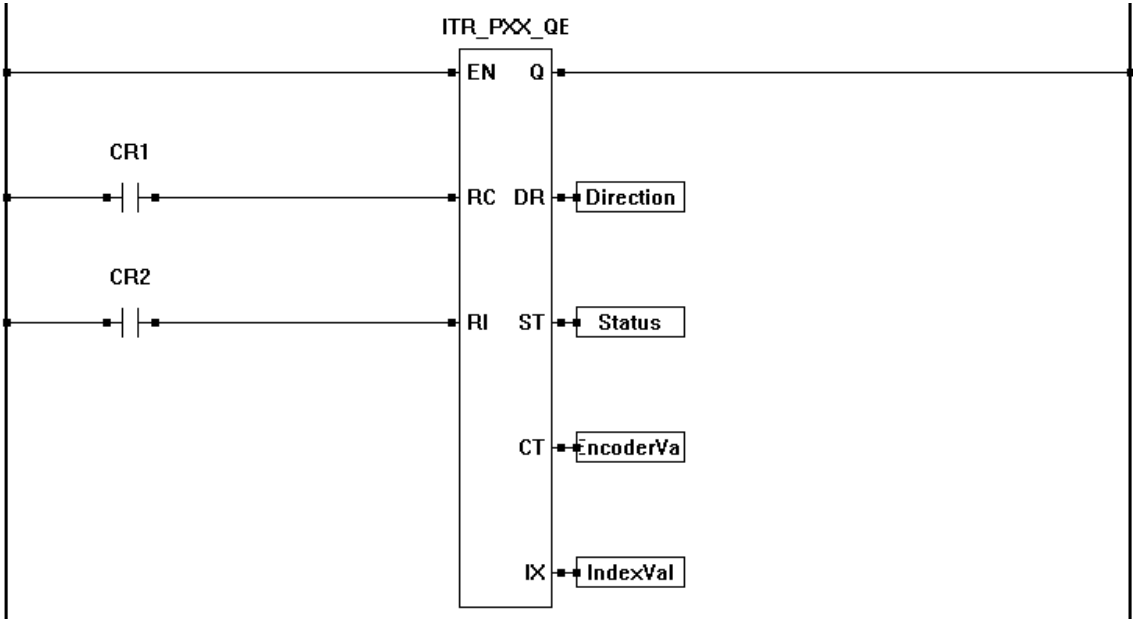 ITR_PXX_QE
EN Q
CR1
RC DR Direction
CR2
RI ST Status
CT EncoderVa
IX IndexVal